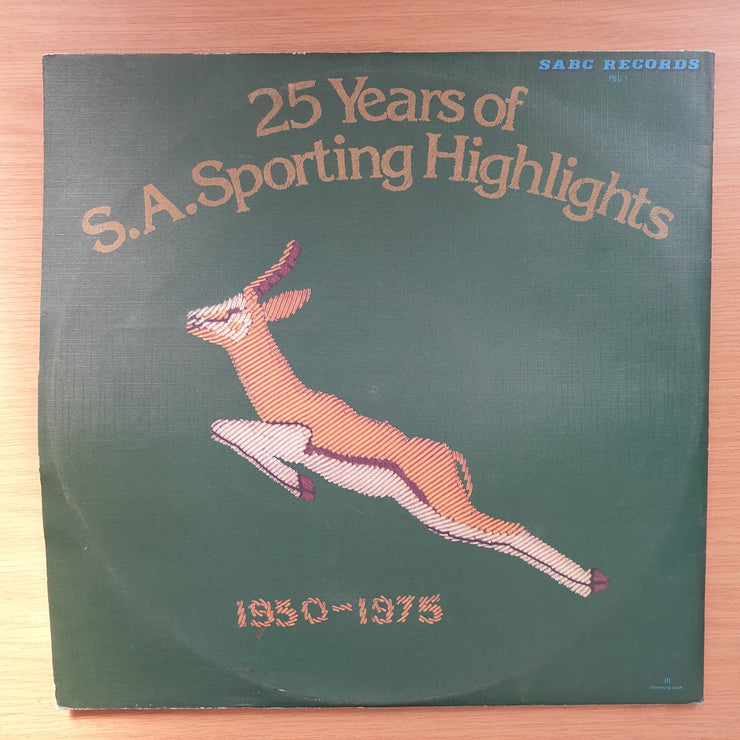 SABC RECORDS
PBU 1
25 Years of
S.A. Sporting Highlights
1950-1975